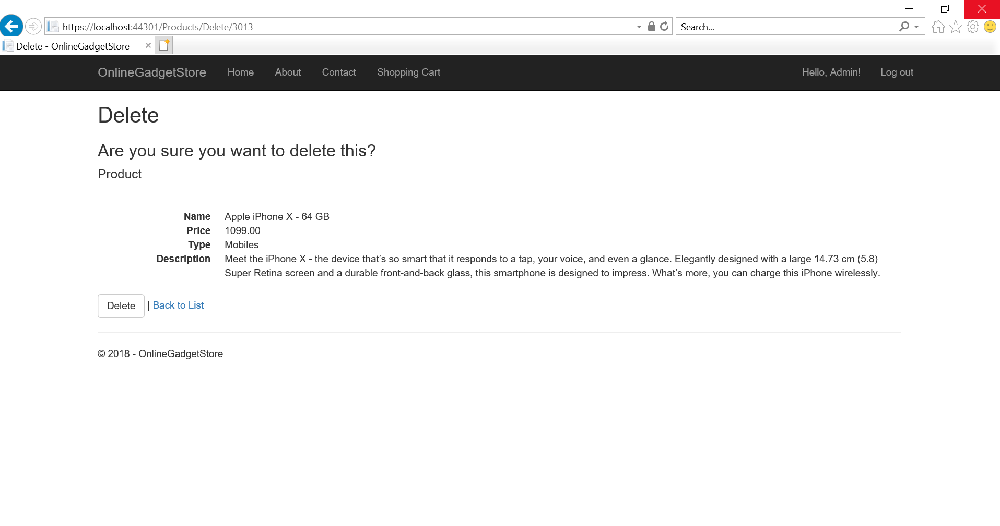 https://localhost:44301/Products/Delete/3013
Search...
Delete - OnlineGadgetStore
OnlineGadgetStore Home About Contact Shopping Cart Hello, Admin! Log out
Delete
Are you sure you want to delete this?
Product
Name Apple iPhone X - 64 GB
Price 1099.00
Type Mobiles
Description Meet the iPhone X - the device that’s so smart that it responds to a tap, your voice, and even a glance. Elegantly designed with a large 14.73 cm (5.8)
Super Retina screen and a durable front-and-back glass, this smartphone is designed to impress. What’s more, you can charge this iPhone wirelessly.
Delete | Back to List
© 2018 - OnlineGadgetStore